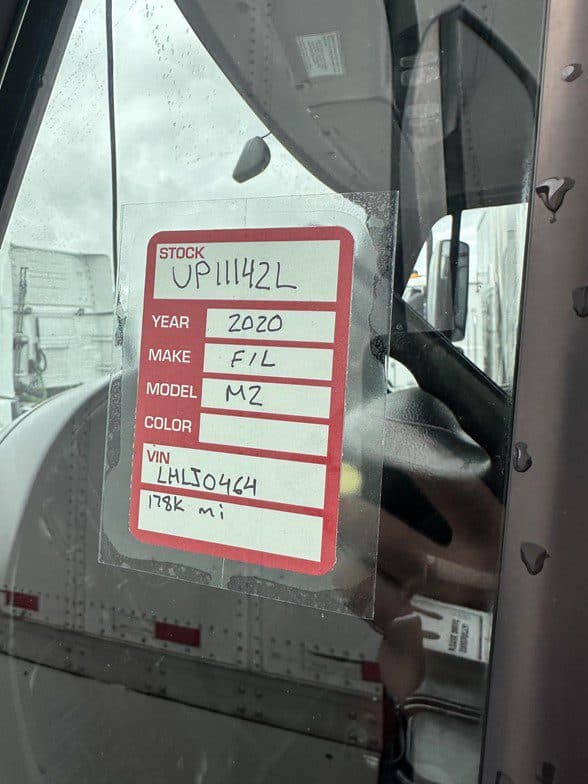 STOCK
UP11142L
YEAR 2020
MAKE F/L
MODEL M2
COLOR
VIN
LHLJ0464
178K mi